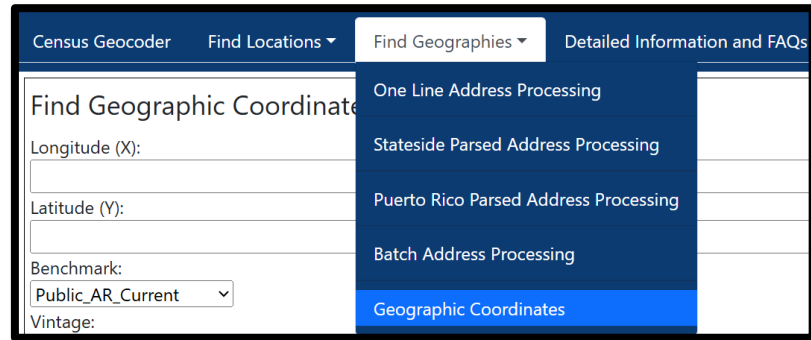 Census Geocoder Find Locations Find Geographies Detailed Information and FAQs
One Line Address Processing
Find Geographic Coordinate
Stateside Parsed Address Processing
Longitude (X):
Puerto Rico Parsed Address Processing
Latitude (Y):
Batch Address Processing
Benchmark:
Public_AR_Current
Geographic Coordinates
Vintage: